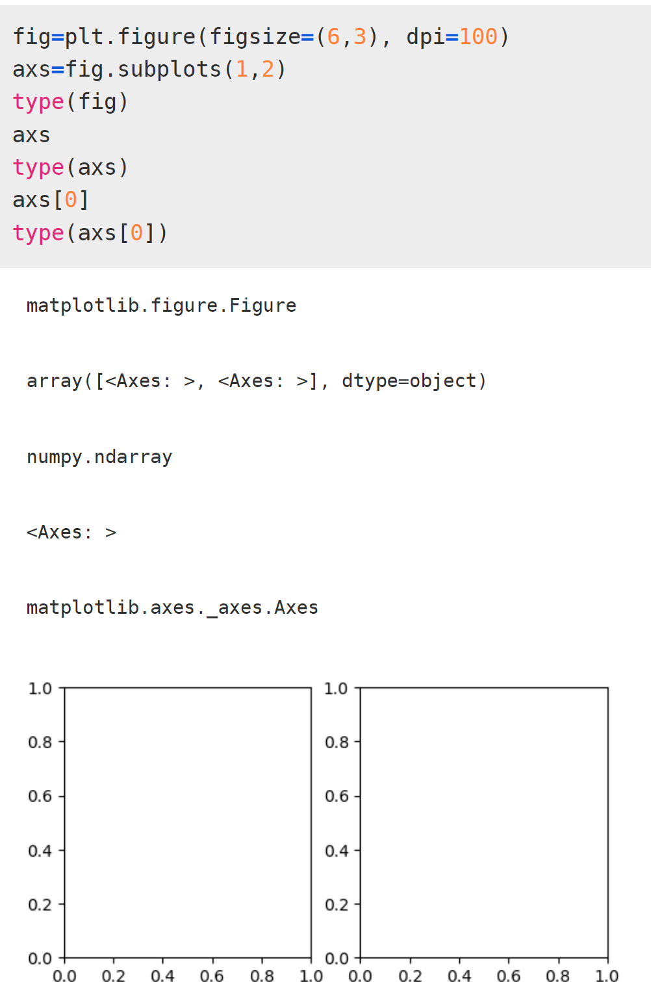 fig=plt.figure(figsize=(6,3), dpi=100)
axs=fig.subplots(1,2)
type(fig)
axs
type(axs)
axs[0]
type(axs[0])
matplotlib.figure.Figure
array([<Axes: >, <Axes: >], dtype=object)
numpy.ndarray
<Axes: >
matplotlib.axes._axes.Axes
1.0 1.0
0.8 0.8
0.6 0.6
0.4 0.4
0.2 0.2
0.0 0.0
0.0 0.2 0.4 0.6 0.8 1.0 0.0 0.2 0.4 0.6 0.8 1.0